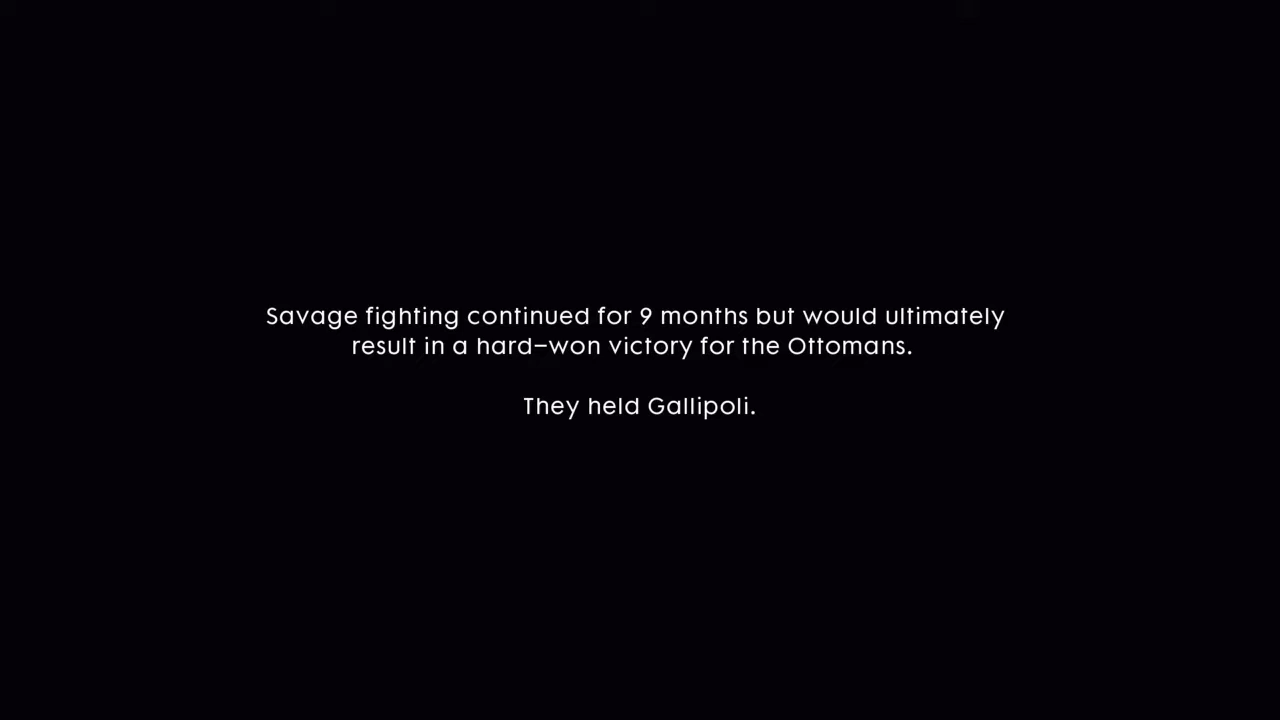 Savage fighting continued for 9 months but would ultimately
result in a hard–won victory for the Ottomans.
They held Gallipoli.